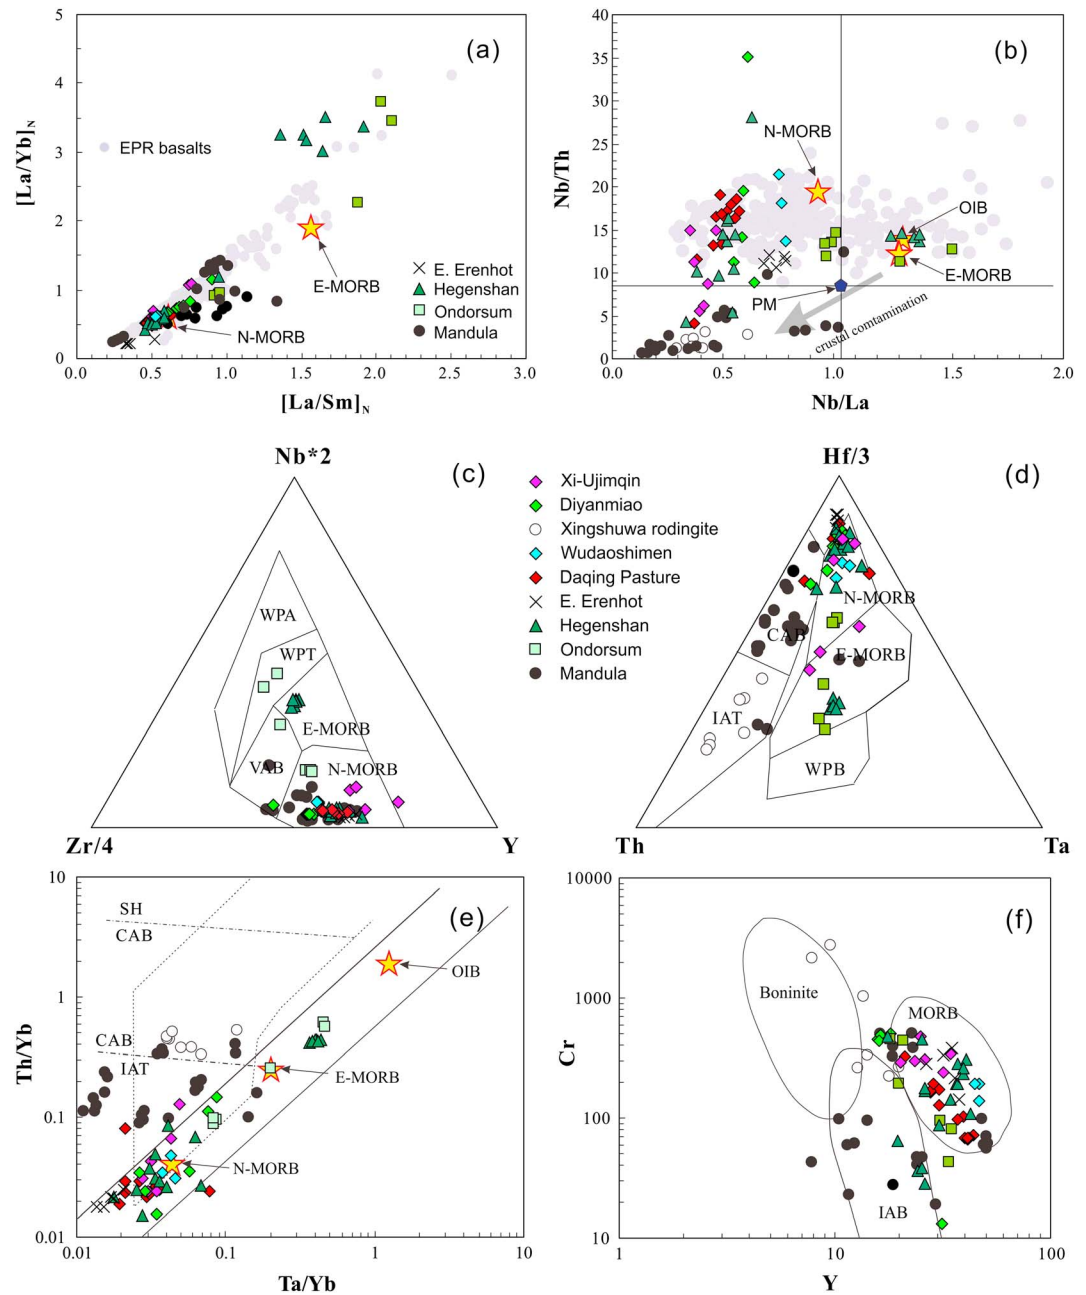 (a)
[La/Yb]N
5
4
3
2
1
0
EPR basalts
E-MORB
N-MORB
E. Erenhot
Hegenshan
Ondorsum
Mandula
0.0 0.5 1.0 1.5 2.0 2.5 3.0
[La/Sm]N
(b)
Nb/Th
40
35
30
25
20
15
10
5
0
N-MORB
OIB
E-MORB
PM
crustal comtamination
0.0 0.5 1.0 1.5 2.0
Nb/La
Nb*2
(c)
WPA
WPT
E-MORB
VAB
N-MORB
Zr/4
Y
Xi-Ujimqin
Diyanmiao
Xingshuwa rodingite
Wudaoshimen
Daqing Pasture
E. Erenhot
Hegenshan
Ondorsum
Mandula
Hf/3
(d)
N-MORB
CAB
E-MORB
IAT
WPB
Th
Ta
(e)
Th/Yb
10
1
0.1
0.01
SH
CAB
OIB
CAB
IAT
E-MORB
N-MORB
0.01 0.1 1 10
Ta/Yb
(f)
Cr
10000
1000
100
10
Boninite
MORB
IAB
1 10 100
Y